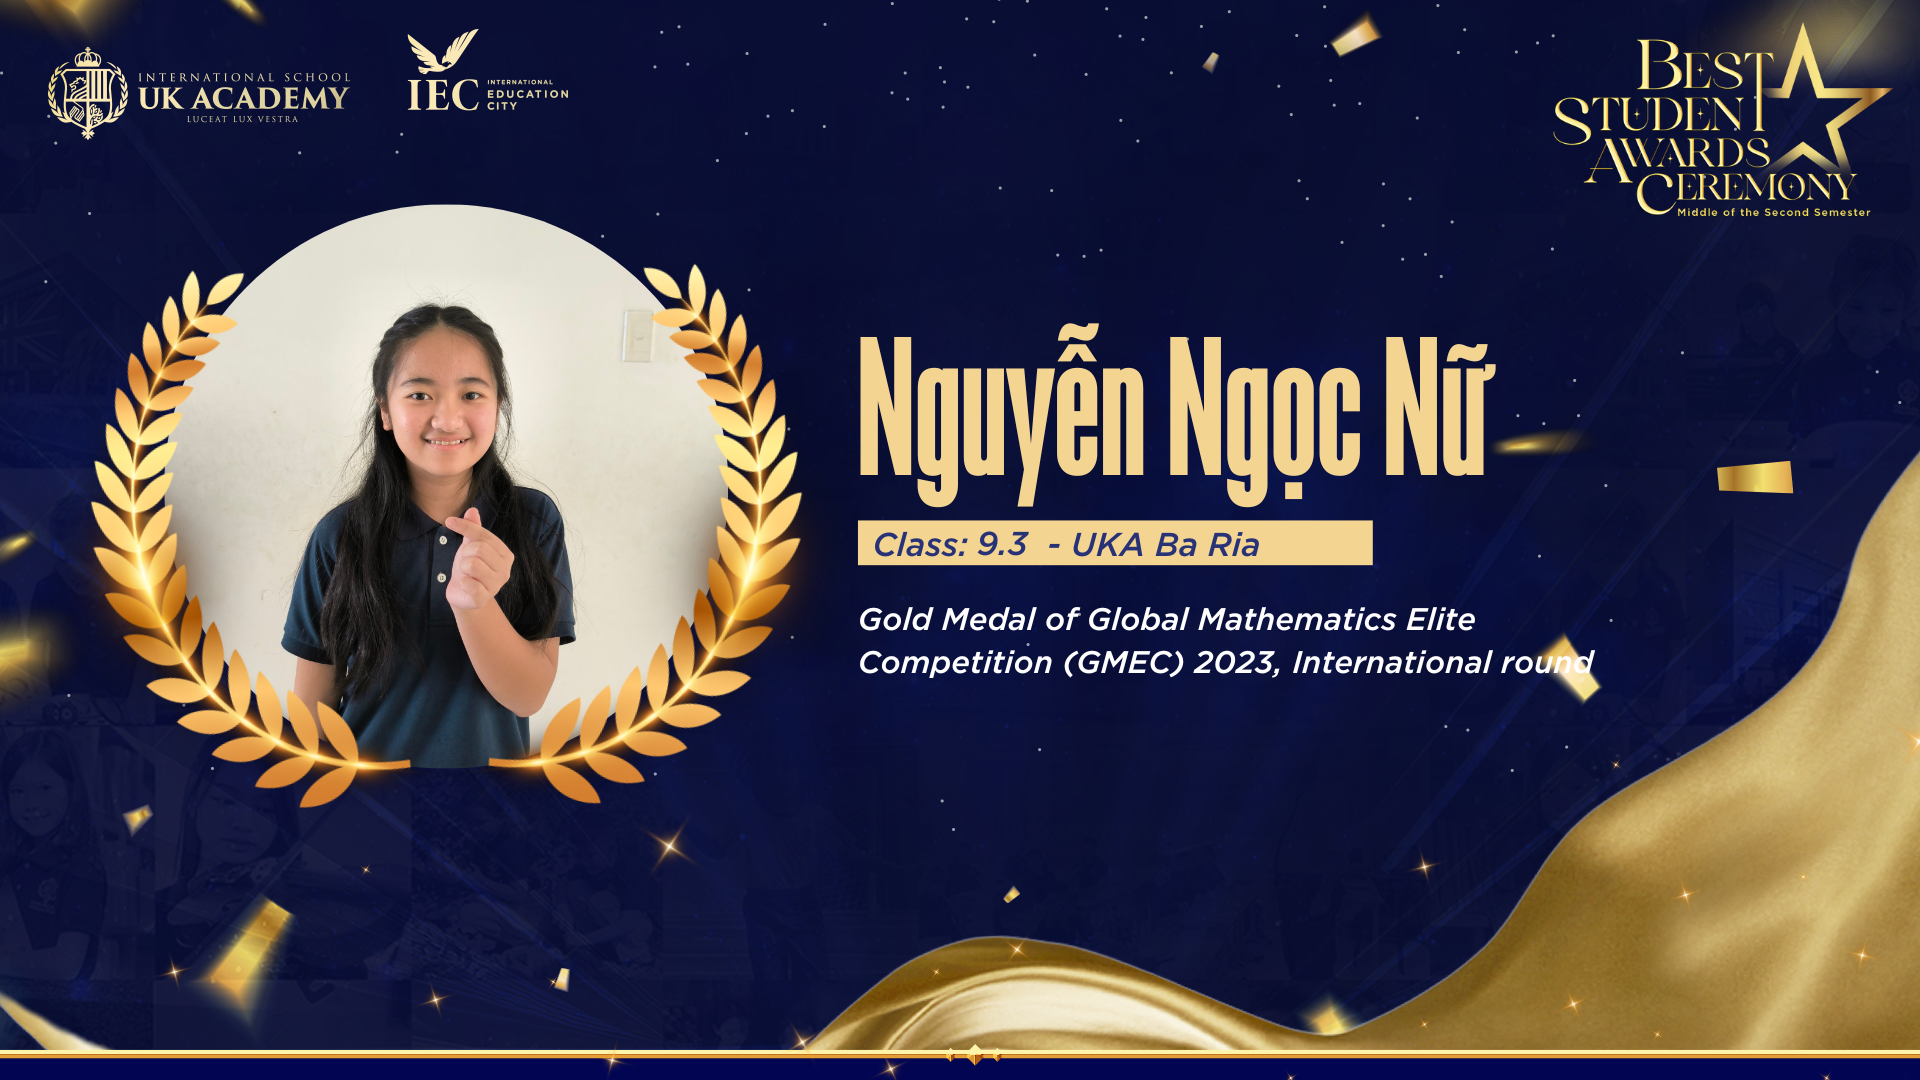 INTERNATIONAL SCHOOL
UK ACADEMY
LUCEAT LUX VESTRA
IEC
INTERNATIONAL
EDUCATION
CITY
BEST
STUDENT
AWARDS
CEREMONY
Middle of the Second Semester
Nguyễn Ngọc Nữ
Class: 9.3 - UKA Ba Ria
Gold Medal of Global Mathematics Elite
Competition (GMEC) 2023, International round